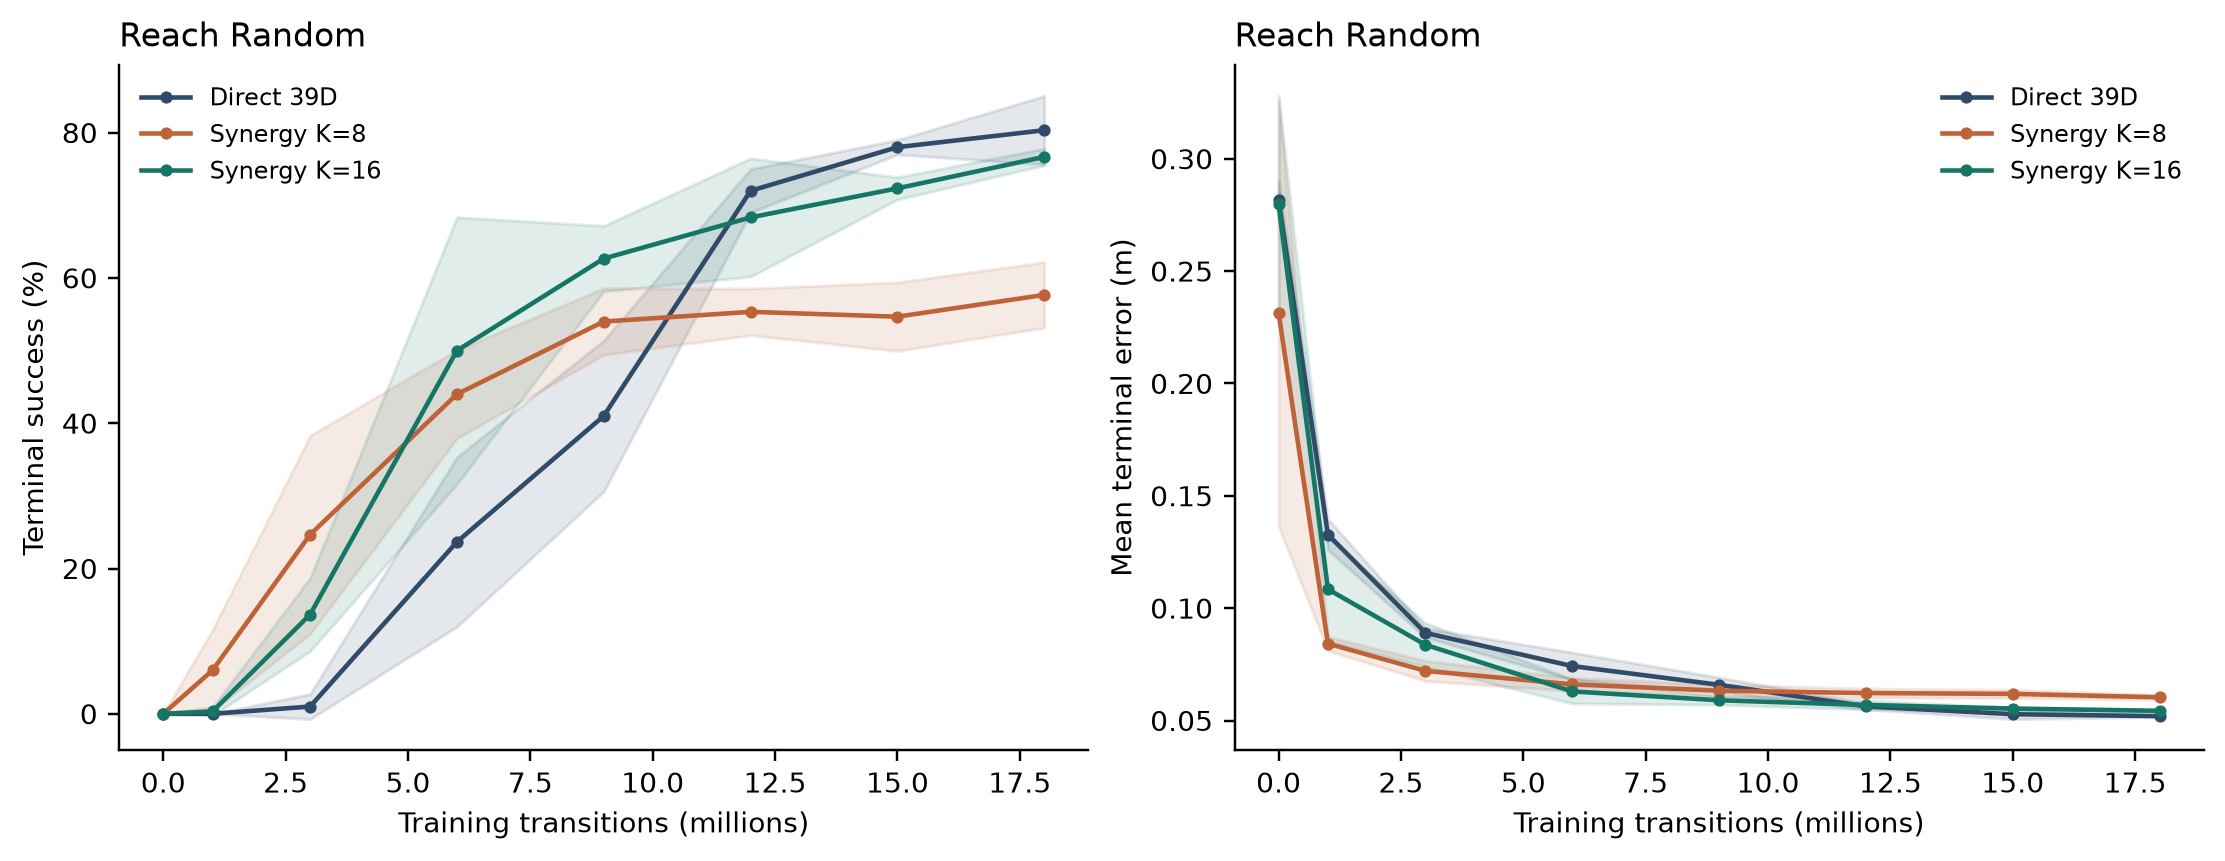 Reach Random
Direct 39D
Synergy K=8
Synergy K=16
Terminal success (%)
80
60
40
20
0
0.0 2.5 5.0 7.5 10.0 12.5 15.0 17.5
Training transitions (millions)
Reach Random
Direct 39D
Synergy K=8
Synergy K=16
Mean terminal error (m)
0.30
0.25
0.20
0.15
0.10
0.05
0.0 2.5 5.0 7.5 10.0 12.5 15.0 17.5
Training transitions (millions)